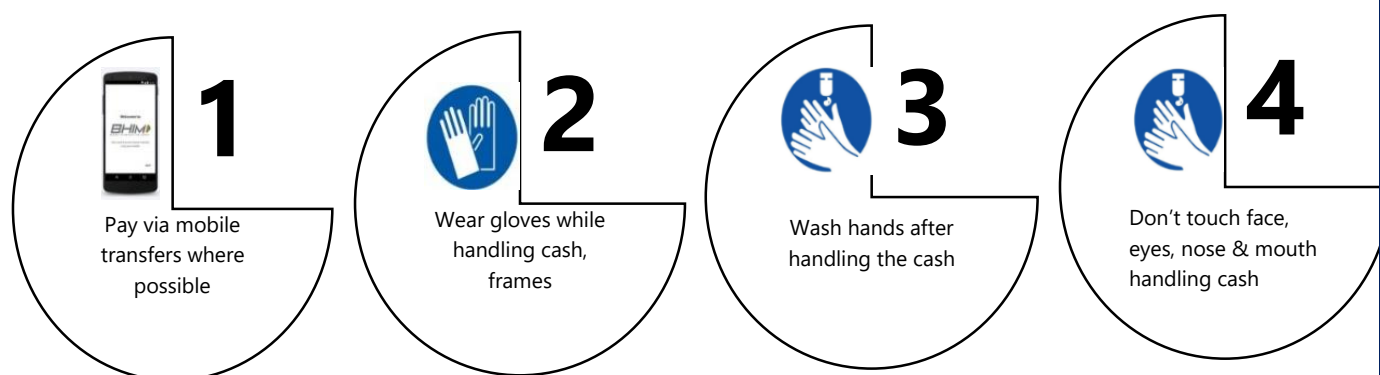 1
BHIM
Pay via mobile
transfers where
possible
2
Wear gloves while
handling cash,
frames
3
Wash hands after
handling the cash
4
Don’t touch face,
eyes, nose & mouth
handling cash